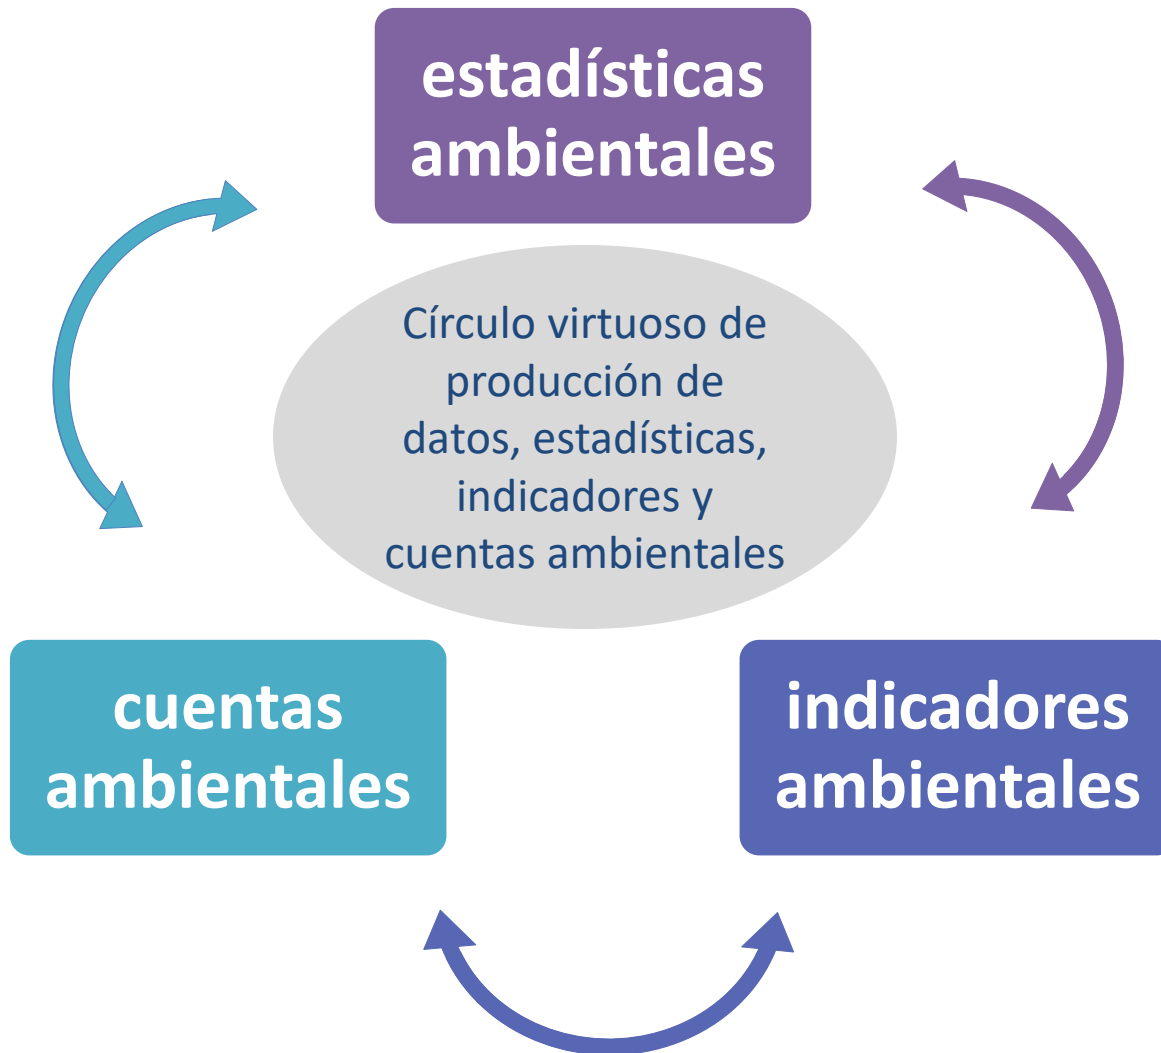 estadísticas
ambientales
Círculo virtuoso de
producción de
datos, estadísticas,
indicadores y
cuentas ambientales
cuentas
ambientales
indicadores
ambientales